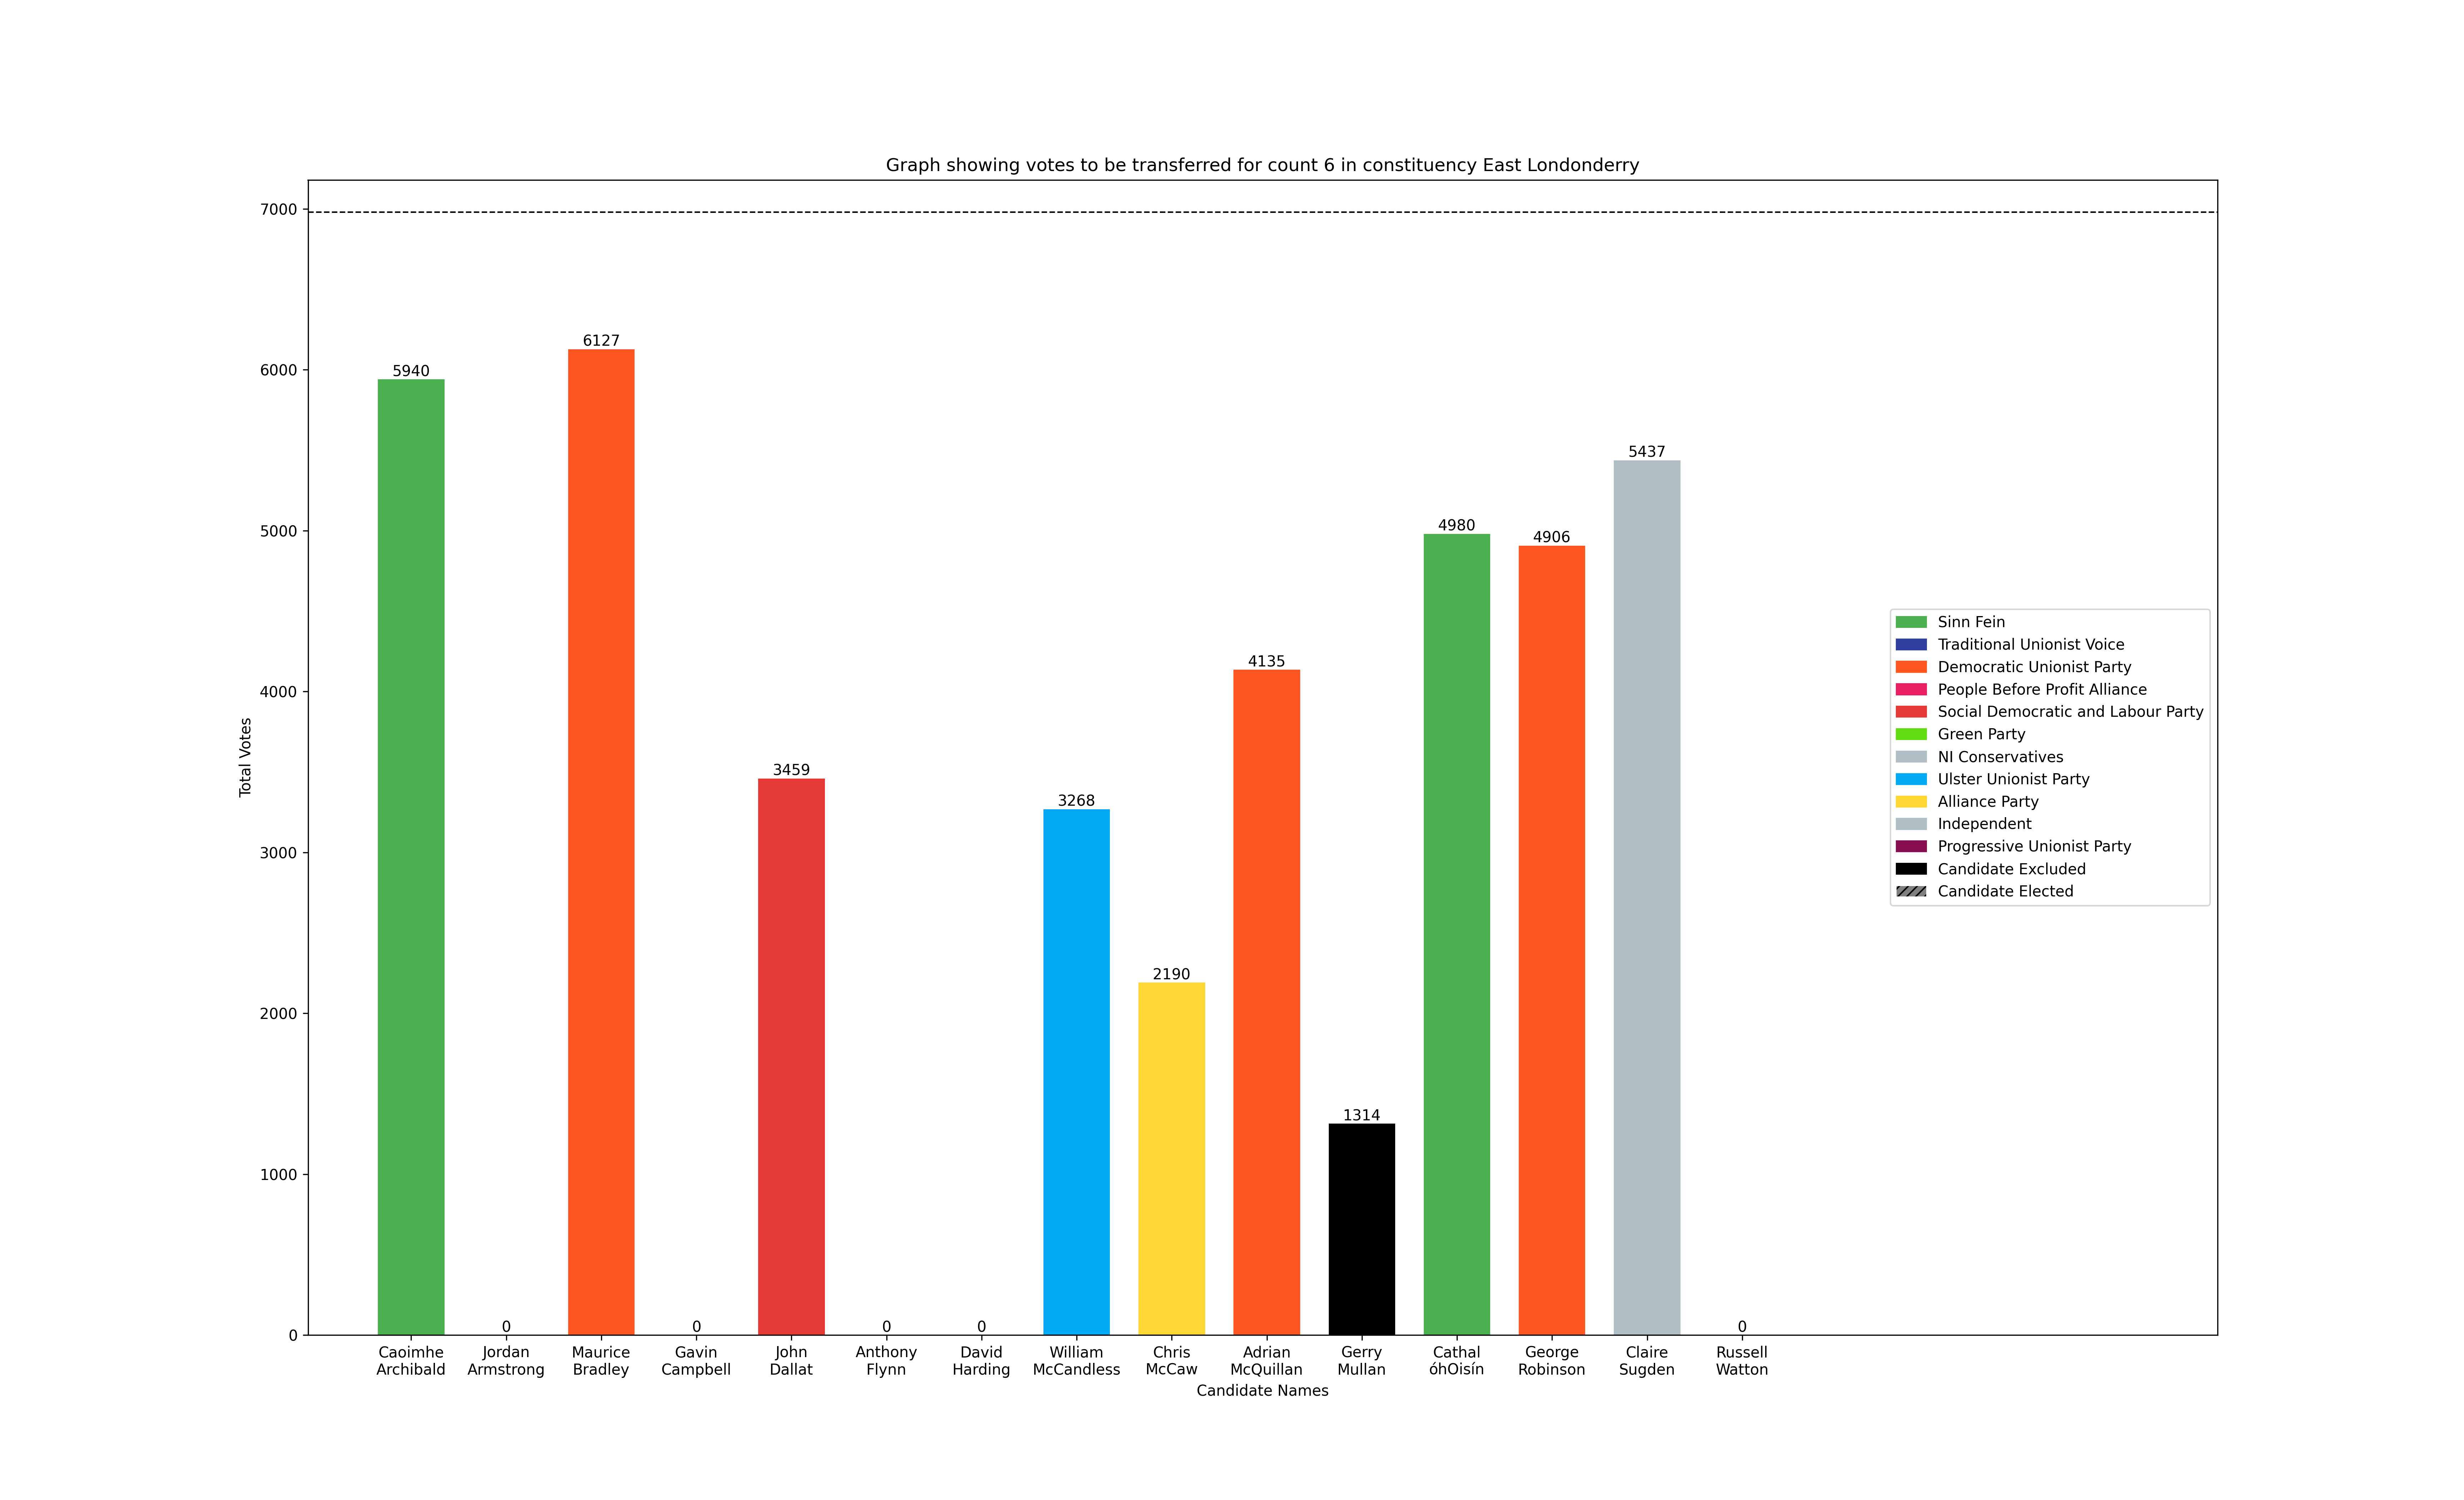 Graph showing votes to be transferred for count 6 in constituency East Londonderry
Total Votes
7000
6000
5000
4000
3000
2000
1000
0
5940
0
6127
0
3459
0
0
3268
2190
4135
1314
4980
4906
5437
0
Caoimhe
Archibald
Jordan
Armstrong
Maurice
Bradley
Gavin
Campbell
John
Dallat
Anthony
Flynn
David
Harding
William
McCandless
Chris
McCaw
Adrian
McQuillan
Gerry
Mullan
Cathal
óhOisín
George
Robinson
Claire
Sugden
Russell
Watton
Candidate Names
Sinn Fein
Traditional Unionist Voice
Democratic Unionist Party
People Before Profit Alliance
Social Democratic and Labour Party
Green Party
NI Conservatives
Ulster Unionist Party
Alliance Party
Independent
Progressive Unionist Party
Candidate Excluded
Candidate Elected